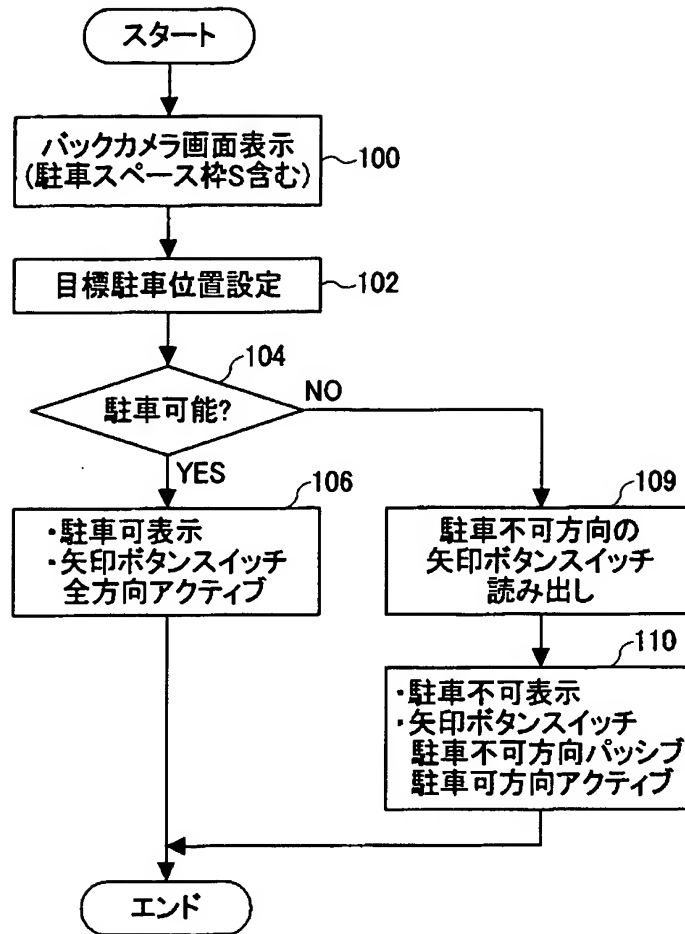 スタート
バックカメラ画面表示
(駐車スペース枠S含む)
100
目標駐車位置設定
102
104
駐車可能?
NO
YES
106
・駐車可表示
・矢印ボタンスイッチ
全方向アクティブ
109
駐車不可方向の
矢印ボタンスイッチ
読み出し
110
・駐車不可表示
・矢印ボタンスイッチ
駐車不可方向パッシブ
駐車可方向アクティブ
エンド